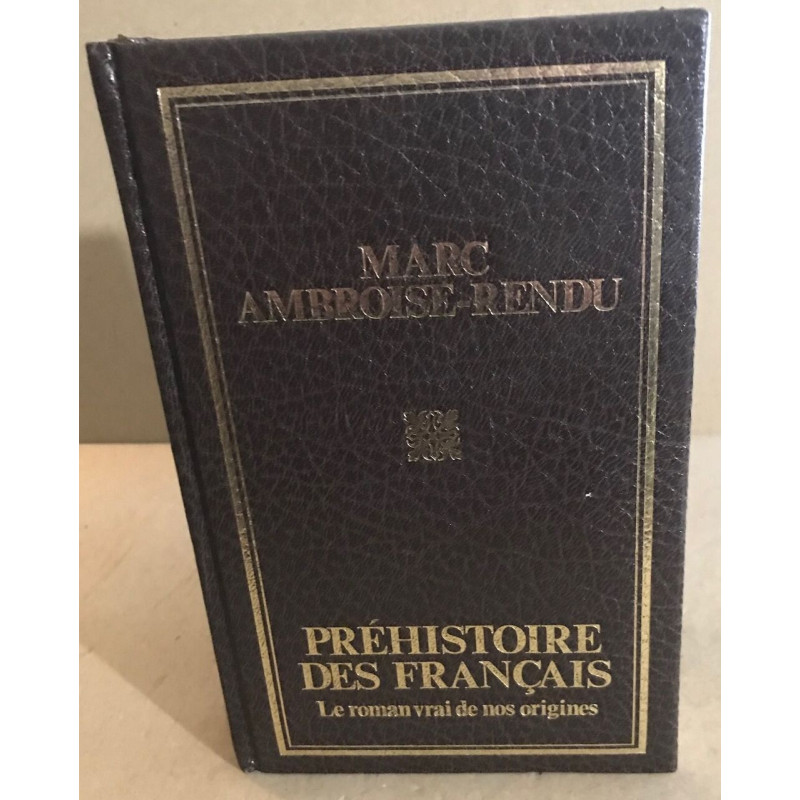 MARC
AMBROISE-RENDU
PRÉHISTOIRE
DES FRANÇAIS
Le roman vrai de nos origines